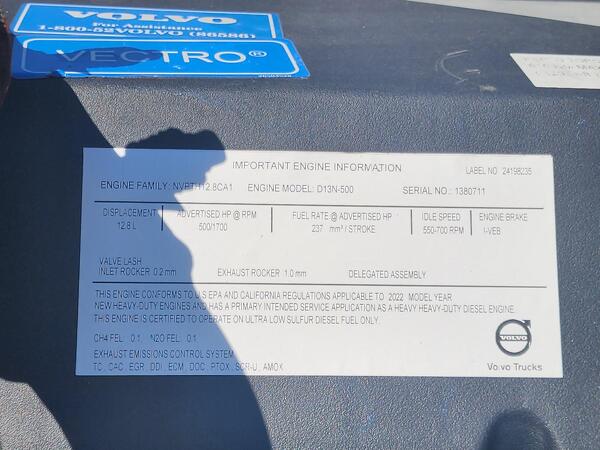 VOLVO
For Assistance
1-800-52VOLVO (86586)
VECTRO®
IMPORTANT ENGINE INFORMATION
LABEL NO 24198235
ENGINE FAMILY: NVPTH12.8CA1 ENGINE MODEL: D13N-500 SERIAL NO.: 1380711
DISPLACEMENT ADVERTISED HP @ RPM FUEL RATE @ ADVERTISED HP IDLE SPEED ENGINE BRAKE
12.8 L 500/1700 237 mm³/ STROKE 550-700 RPM I-VEB
VALVE LASH
INLET ROCKER 0.2 mm EXHAUST ROCKER 1.0 mm DELEGATED ASSEMBLY
THIS ENGINE CONFORMS TO U.S EPA AND CALIFORNIA REGULATIONS APPLICABLE TO 2022 MODEL YEAR
NEW HEAVY-DUTY ENGINES AND HAS A PRIMARY INTENDED SERVICE APPLICATION AS A HEAVY HEAVY-DUTY DIESEL ENGINE.
THIS ENGINE IS CERTIFIED TO OPERATE ON ULTRA LOW SULFUR DIESEL FUEL ONLY.
CH4 FEL 0.1, N2O FEL 0.1
EXHAUST EMISSIONS CONTROL SYSTEM
TC, CAC, EGR, DDI, ECM, DOC, PTOX, SCR-U, AMOX
VOLVO
Volvo Trucks